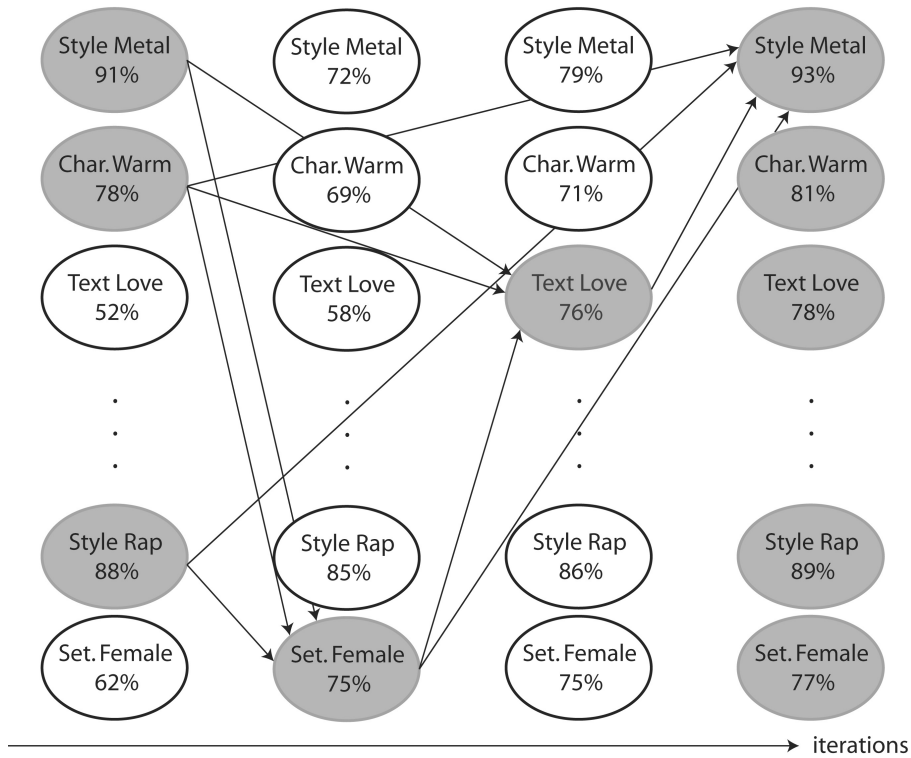 Style Metal
91%
Style Metal
72%
Style Metal
79%
Style Metal
93%
Char. Warm
78%
Char. Warm
69%
Char. Warm
71%
Char. Warm
81%
Text Love
52%
Text Love
58%
Text Love
76%
Text Love
78%
Style Rap
88%
Style Rap
85%
Style Rap
86%
Style Rap
89%
Set. Female
62%
Set. Female
75%
Set. Female
75%
Set. Female
77%
iterations